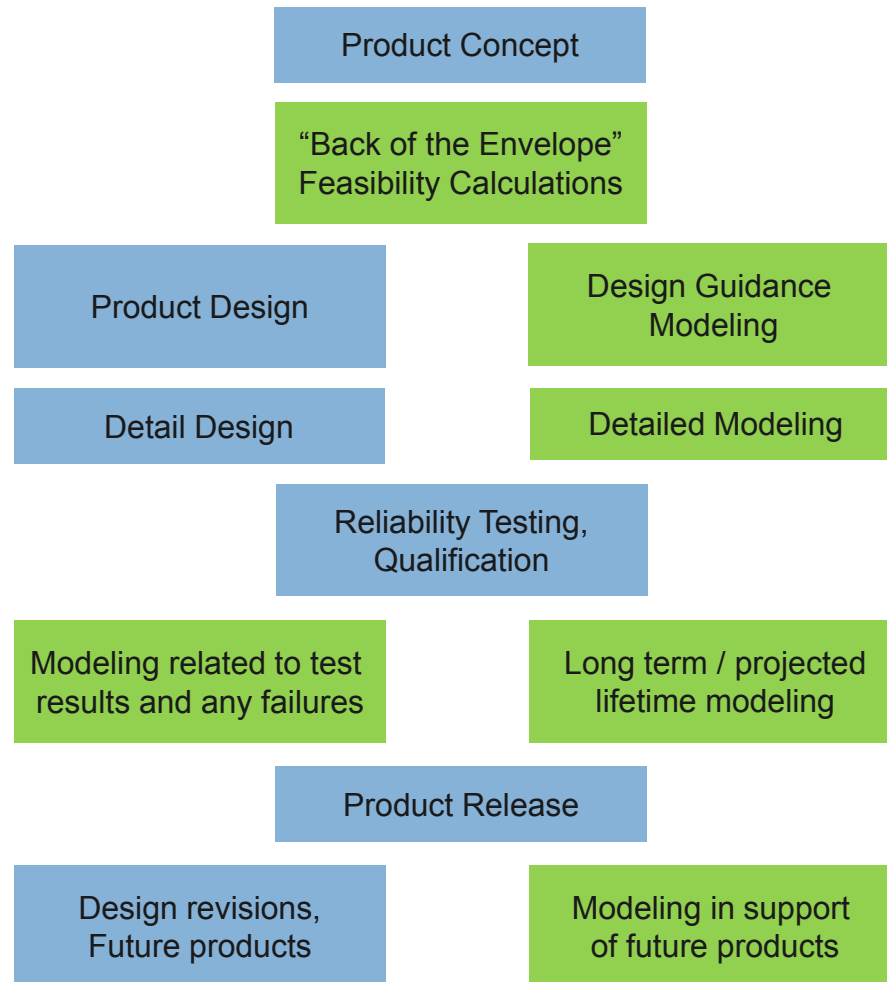 Product Concept
“Back of the Envelope”
Feasibility Calculations
Product Design
Design Guidance
Modeling
Detail Design
Detailed Modeling
Reliability Testing,
Qualification
Modeling related to test
results and any failures
Long term / projected
lifetime modeling
Product Release
Design revisions,
Future products
Modeling in support
of future products